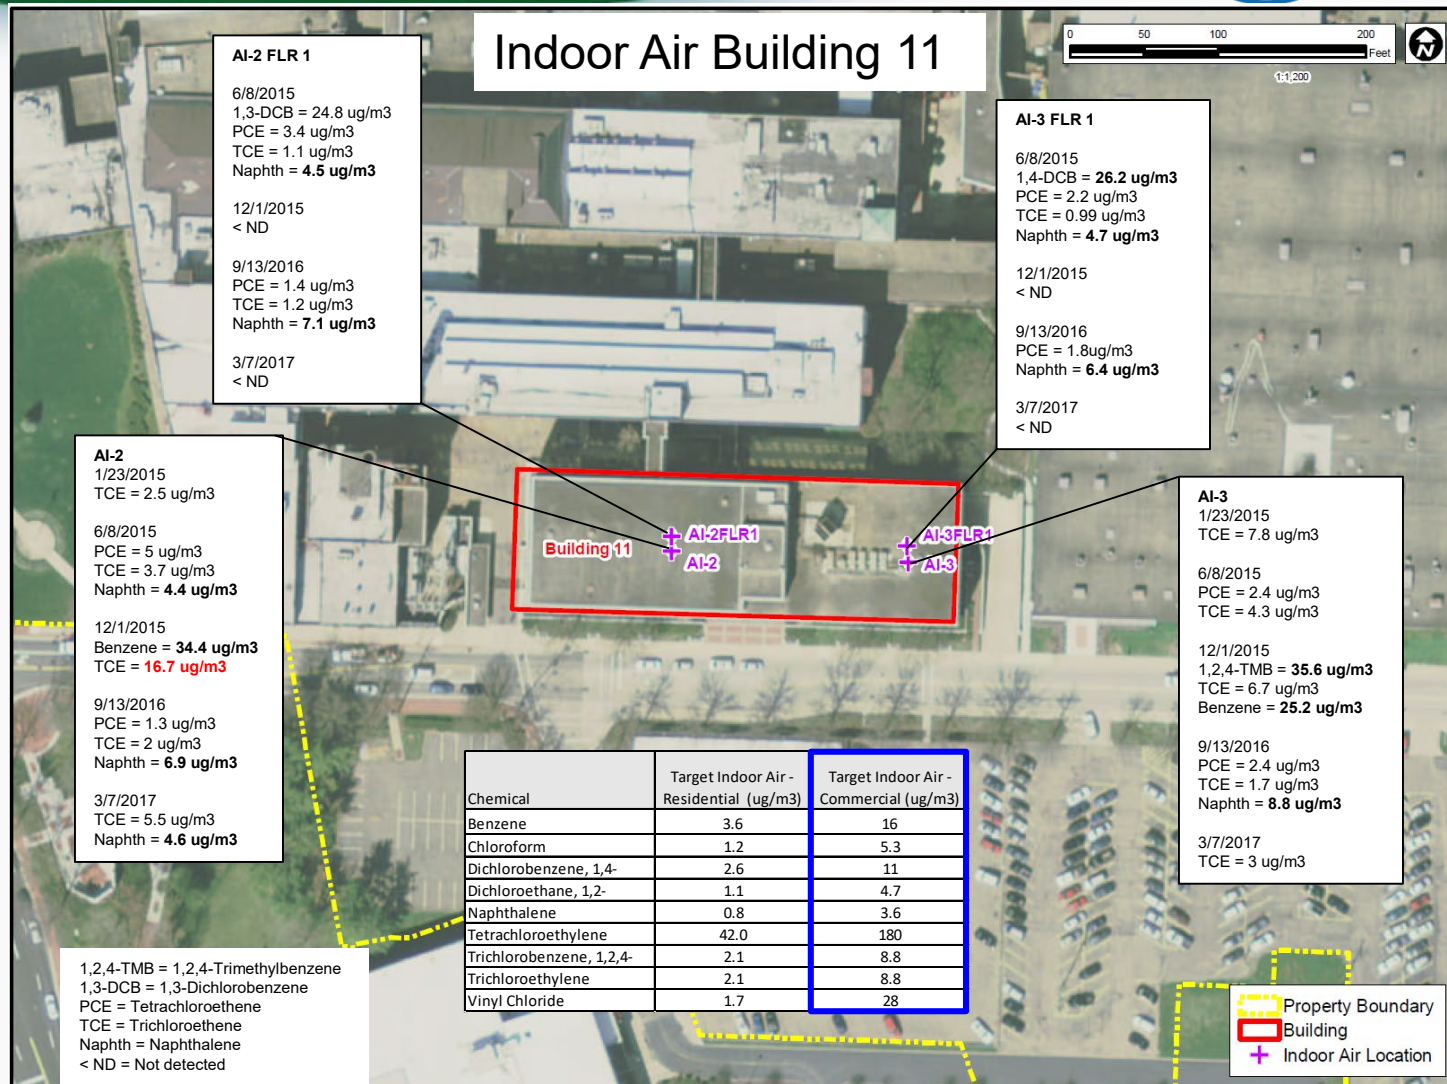 Indoor Air Building 11
0 50 100 200
Feet
1:1,200
N
AI-2 FLR 1
6/8/2015
1,3-DCB = 24.8 ug/m3
PCE = 3.4 ug/m3
TCE = 1.1 ug/m3
Naphth = 4.5 ug/m3
12/1/2015
< ND
9/13/2016
PCE = 1.4 ug/m3
TCE = 1.2 ug/m3
Naphth = 7.1 ug/m3
3/7/2017
< ND
AI-3 FLR 1
6/8/2015
1,4-DCB = 26.2 ug/m3
PCE = 2.2 ug/m3
TCE = 0.99 ug/m3
Naphth = 4.7 ug/m3
12/1/2015
< ND
9/13/2016
PCE = 1.8ug/m3
Naphth = 6.4 ug/m3
3/7/2017
< ND
AI-2
1/23/2015
TCE = 2.5 ug/m3
6/8/2015
PCE = 5 ug/m3
TCE = 3.7 ug/m3
Naphth = 4.4 ug/m3
12/1/2015
Benzene = 34.4 ug/m3
TCE = 16.7 ug/m3
9/13/2016
PCE = 1.3 ug/m3
TCE = 2 ug/m3
Naphth = 6.9 ug/m3
3/7/2017
TCE = 5.5 ug/m3
Naphth = 4.6 ug/m3
Building 11
AI-2FLR1
AI-2
AI-3FLR1
AI-3
AI-3
1/23/2015
TCE = 7.8 ug/m3
6/8/2015
PCE = 2.4 ug/m3
TCE = 4.3 ug/m3
12/1/2015
1,2,4-TMB = 35.6 ug/m3
TCE = 6.7 ug/m3
Benzene = 25.2 ug/m3
9/13/2016
PCE = 2.4 ug/m3
TCE = 1.7 ug/m3
Naphth = 8.8 ug/m3
3/7/2017
TCE = 3 ug/m3
Chemical Target Indoor Air - Residential (ug/m3) Target Indoor Air - Commercial (ug/m3)
Benzene 3.6 16
Chloroform 1.2 5.3
Dichlorobenzene, 1,4- 2.6 11
Dichloroethane, 1,2- 1.1 4.7
Naphthalene 0.8 3.6
Tetrachloroethylene 42.0 180
Trichlorobenzene, 1,2,4- 2.1 8.8
Trichloroethylene 2.1 8.8
Vinyl Chloride 1.7 28
1,2,4-TMB = 1,2,4-Trimethylbenzene
1,3-DCB = 1,3-Dichlorobenzene
PCE = Tetrachloroethene
TCE = Trichloroethene
Naphth = Naphthalene
< ND = Not detected
Property Boundary
Building
Indoor Air Location